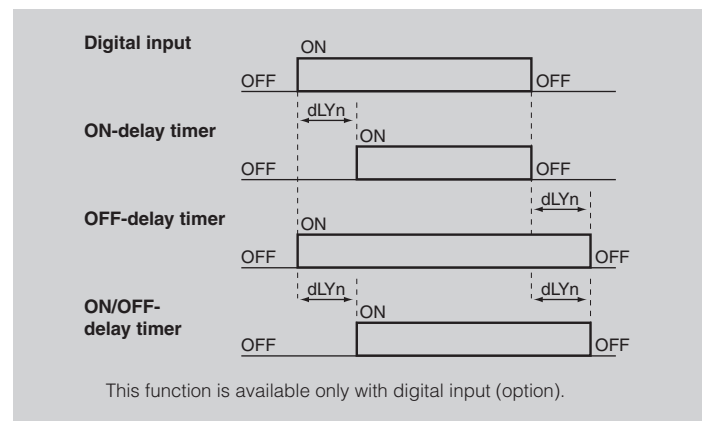 Digital input
ON
OFF
OFF
dLYn
ON-delay timer
ON
OFF
OFF
dLYn
OFF-delay timer
ON
OFF
OFF
dLYn
dLYn
ON/OFF-
delay timer
ON
OFF
OFF
This function is available only with digital input (option).